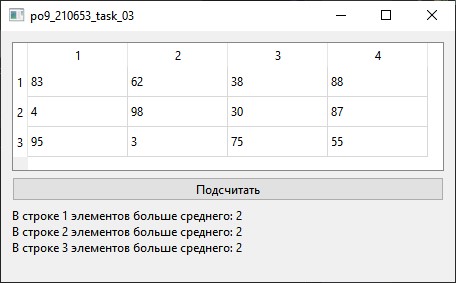 po9_210653_task_03
1 2 3 4
1 83 62 38 88
2 4 98 30 87
3 95 3 75 55
Подсчитать
В строке 1 элементов больше среднего: 2
В строке 2 элементов больше среднего: 2
В строке 3 элементов больше среднего: 2